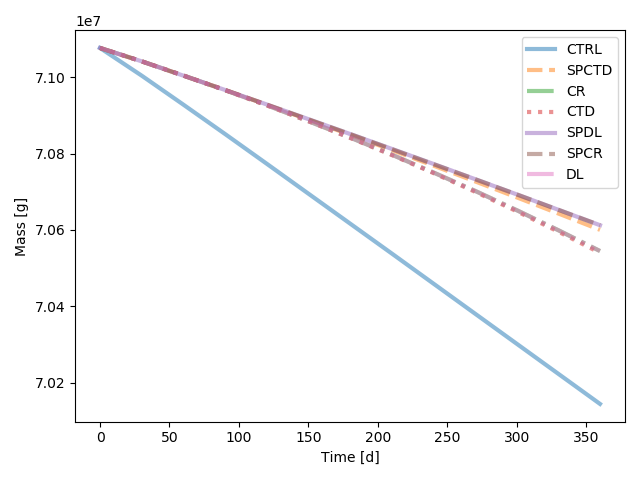 1e7
7.10
7.08
7.06
7.04
7.02
Mass [g]
0 50 100 150 200 250 300 350
Time [d]
CTRL
SPCTD
CR
CTD
SPDL
SPCR
DL